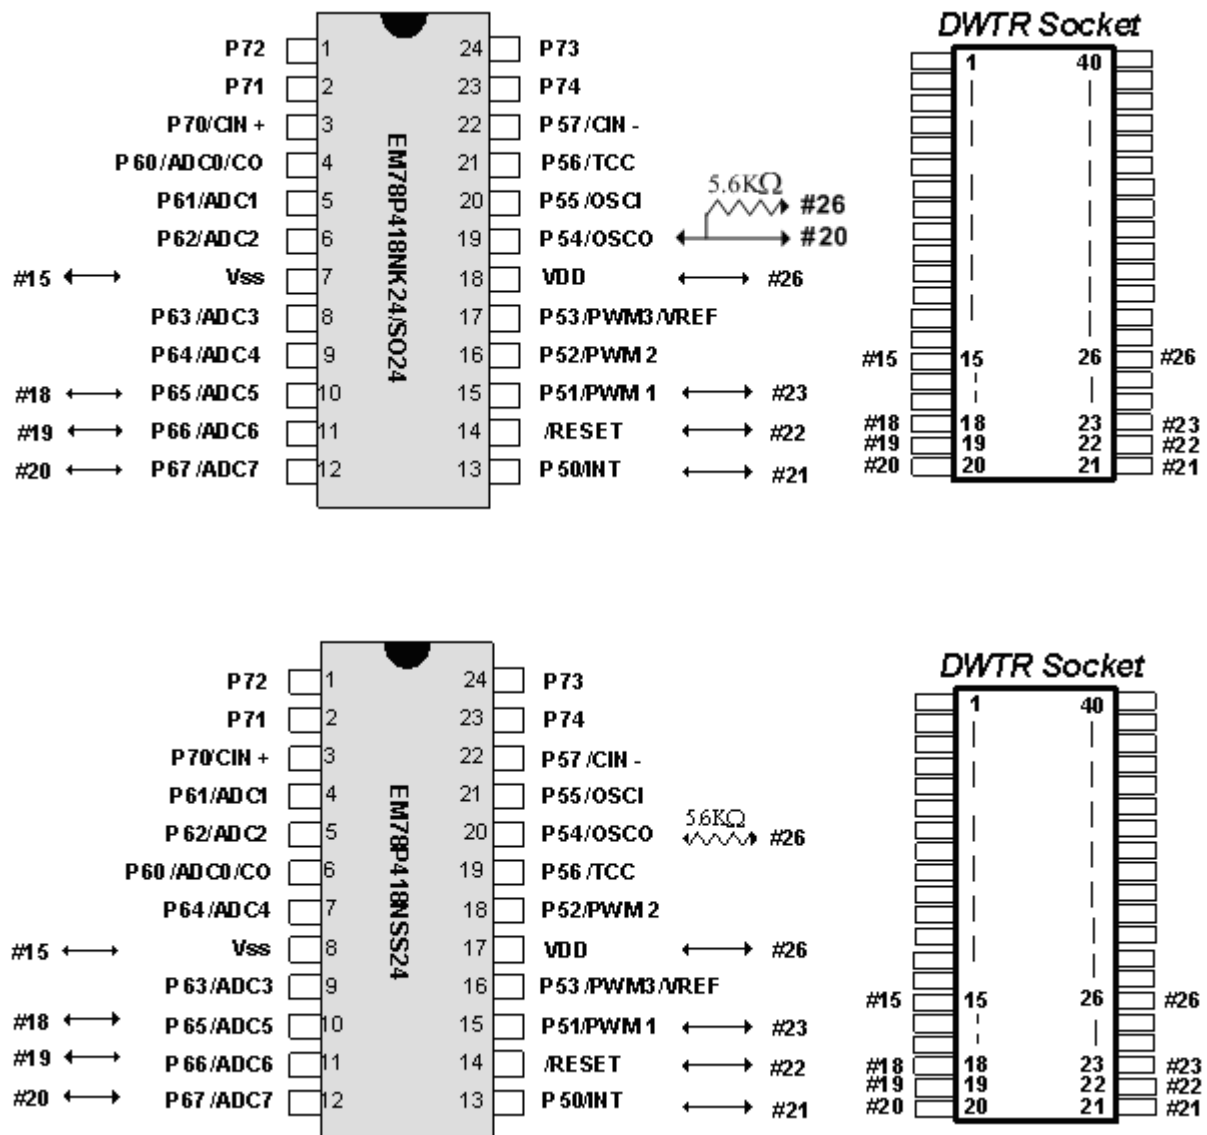 DWTR Socket
P72 1 24 P73
P71 2 23 P74
P70/CIN + 3 22 P57/CIN -
P60/ADC0/CO 4 21 P56/TCC
P61/ADC1 5 20 P55/OSCI
5.6KΩ #26
P62/ADC2 6 19 P54/OSCO #20
#15 Vss 7 18 VDD #26
P63/ADC3 8 17 P53/PWM3/VREF
P64/ADC4 9 16 P52/PWM2
#18 P65/ADC5 10 15 P51/PWM1 #23
#19 P66/ADC6 11 14 /RESET #22
#20 P67/ADC7 12 13 P50/INT #21
EM78P418NK24/SO24
1 40
#15 15 26 #26
#18 18 23 #23
#19 19 22 #22
#20 20 21 #21
DWTR Socket
P72 1 24 P73
P71 2 23 P74
P70/CIN + 3 22 P57/CIN -
P61/ADC1 4 21 P55/OSCI
P62/ADC2 5 20 P54/OSCO 5.6KΩ #26
P60/ADC0/CO 6 19 P56/TCC
P64/ADC4 7 18 P52/PWM2
#15 Vss 8 17 VDD #26
P63/ADC3 9 16 P53/PWM3/VREF
#18 P65/ADC5 10 15 P51/PWM1 #23
#19 P66/ADC6 11 14 /RESET #22
#20 P67/ADC7 12 13 P50/INT #21
EM78P418NSS24
1 40
#15 15 26 #26
#18 18 23 #23
#19 19 22 #22
#20 20 21 #21